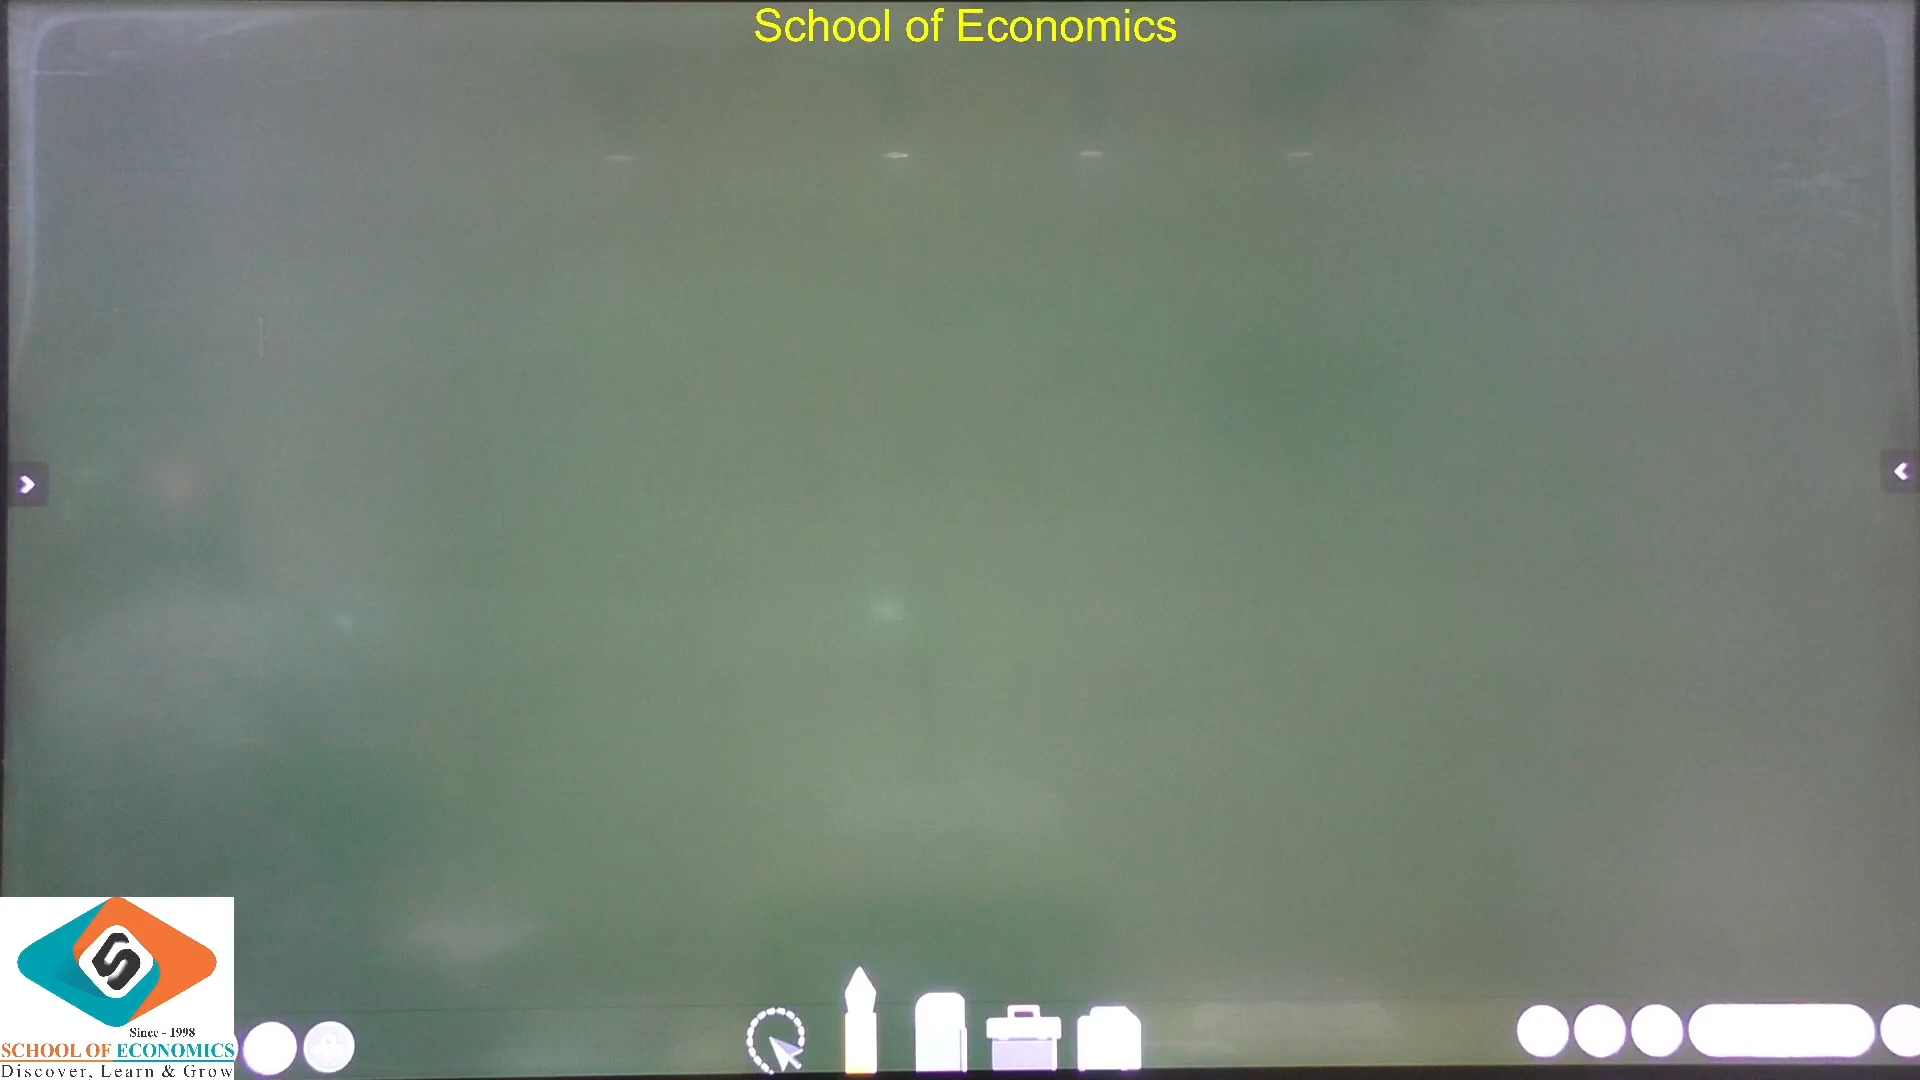 School of Economics
Since - 1998
SCHOOL OF ECONOMICS
Discover, Learn & Grow